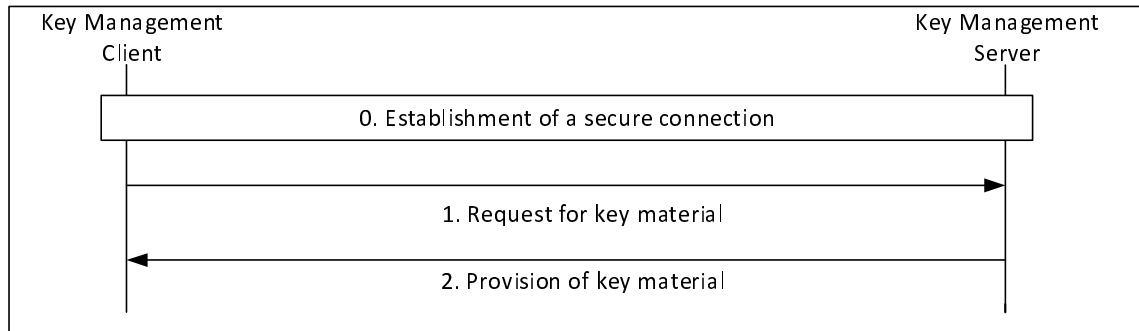 Key Management
Client
Key Management
Server
0. Establishment of a secure connection
1. Request for key material
2. Provision of key material